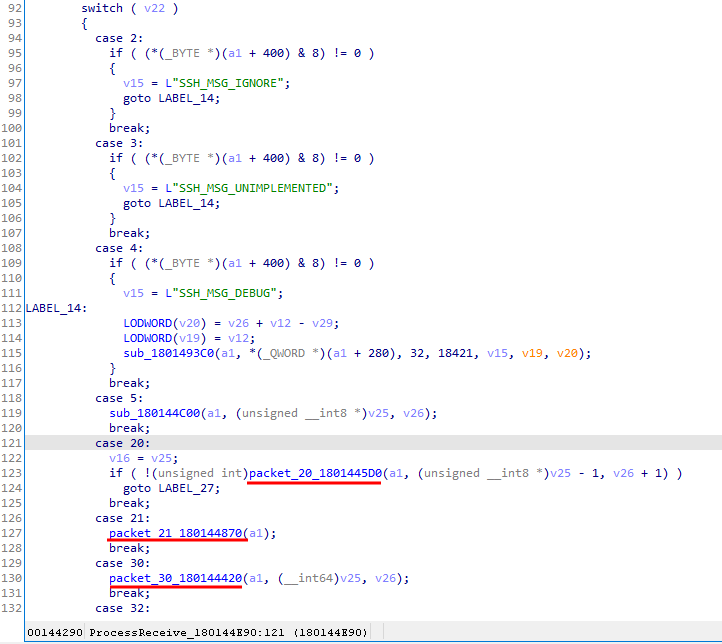 92 switch ( v22 )
93 {
94 case 2:
95 if ( (*(_BYTE *)(a1 + 400) & 8) != 0 )
96 {
97 v15 = L"SSH_MSG_IGNORE";
98 goto LABEL_14;
99 }
100 break;
101 case 3:
102 if ( (*(_BYTE *)(a1 + 400) & 8) != 0 )
103 {
104 v15 = L"SSH_MSG_UNIMPLEMENTED";
105 goto LABEL_14;
106 }
107 break;
108 case 4:
109 if ( (*(_BYTE *)(a1 + 400) & 8) != 0 )
110 {
111 v15 = L"SSH_MSG_DEBUG";
112 LABEL_14:
113 LODWORD(v20) = v26 + v12 - v29;
114 LODWORD(v19) = v12;
115 sub_1801493C0(a1, *(_QWORD *)(a1 + 280), 32, 18421, v15, v19, v20);
116 }
117 break;
118 case 5:
119 sub_180144C00(a1, (unsigned __int8 *)v25, v26);
120 break;
121 case 20:
122 v16 = v25;
123 if ( !(unsigned int)packet_20_1801445D0(a1, (unsigned __int8 *)v25 - 1, v26 + 1) )
124 goto LABEL_27;
125 break;
126 case 21:
127 packet_21_180144870(a1);
128 break;
129 case 30:
130 packet_30_180144420(a1, (__int64)v25, v26);
131 break;
132 case 32:
00144290 ProcessReceive_180144E90:121 (180144E90)